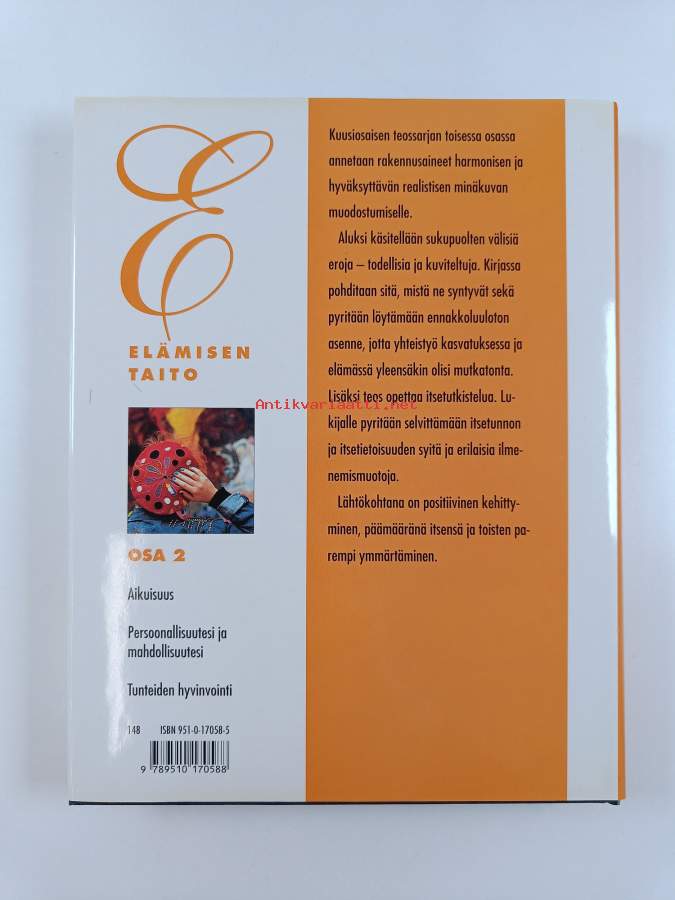 E
ELÄMISEN
TAITO
OSA 2
Aikuisuus
Persoonallisuutesi ja
mahdollisuutesi
Tunteiden hyvinvointi
148 ISBN 951-0-17058-5
9 789510 170588
Kuusiosaisen teossarjan toisessa osassa
annetaan rakennusaineet harmonisen ja
hyväksyttävän realistisen minäkuvan
muodostumiselle.
Aluksi käsitellään sukupuolten välisiä
eroja – todellisia ja kuviteltuja. Kirjassa
pohditaan sitä, mistä ne syntyvät sekä
pyritään löytämään ennakkoluuloton
asenne, jotta yhteistyö kasvatuksessa ja
elämässä yleensäkin olisi mutkatonta.
Lisäksi teos opettaa itsetutkistelua. Lu-
kijalle pyritään selvittämään itsetunnon
ja itsetietoisuuden syitä ja erilaisia ilme-
nemismuotoja.
Lähtökohtana on positiivinen kehitty-
minen, päämääränä itsensä ja toisten pa-
rempi ymmärtäminen.
Antikvariaatti.net